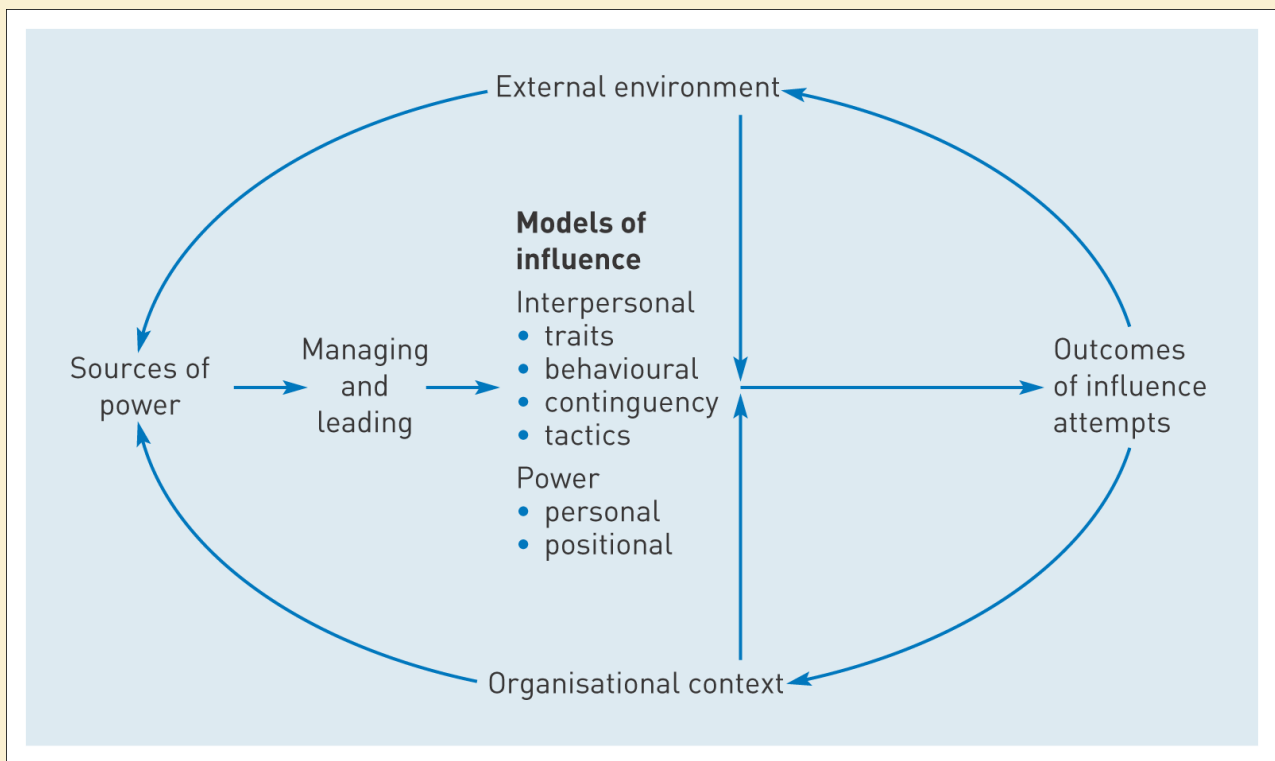 External environment
Models of
influence
Interpersonal
• traits
• behavioural
• continguency
• tactics
Power
• personal
• positional
Sources of
power
Managing
and
leading
Outcomes
of influence
attempts
Organisational context